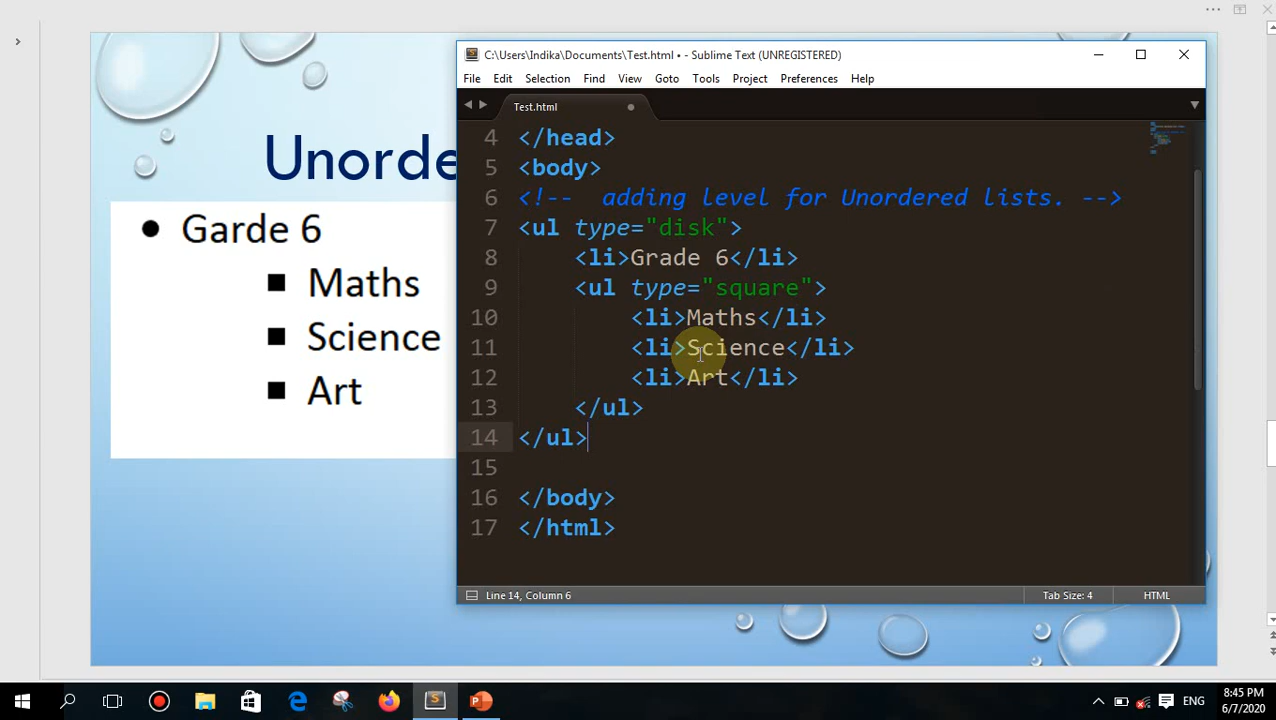 Unorde
Garde 6
Maths
Science
Art
C:\Users\Indika\Documents\Test.html • - Sublime Text (UNREGISTERED)
File Edit Selection Find View Goto Tools Project Preferences Help
Test.html
4 </head>
5 <body>
6 <!--  adding level for Unordered lists. -->
7 <ul type="disk">
8     <li>Grade 6</li>
9     <ul type="square">
10         <li>Maths</li>
11         <li>Science</li>
12         <li>Art</li>
13     </ul>
14 </ul>
15
16 </body>
17 </html>
Line 14, Column 6 Tab Size: 4 HTML
ENG
8:45 PM
6/7/2020